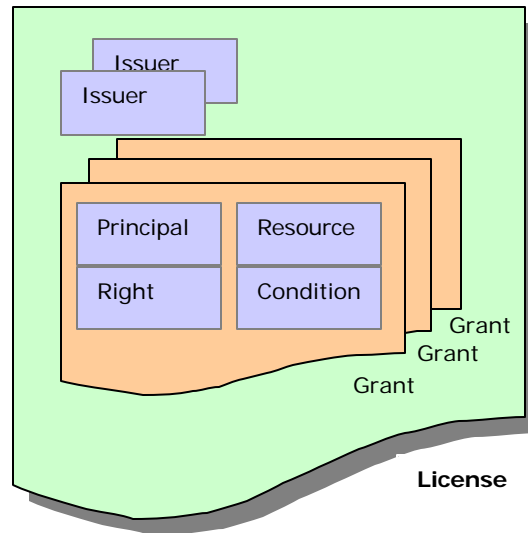 Issuer
Issuer
Principal
Resource
Right
Condition
Grant
Grant
Grant
License